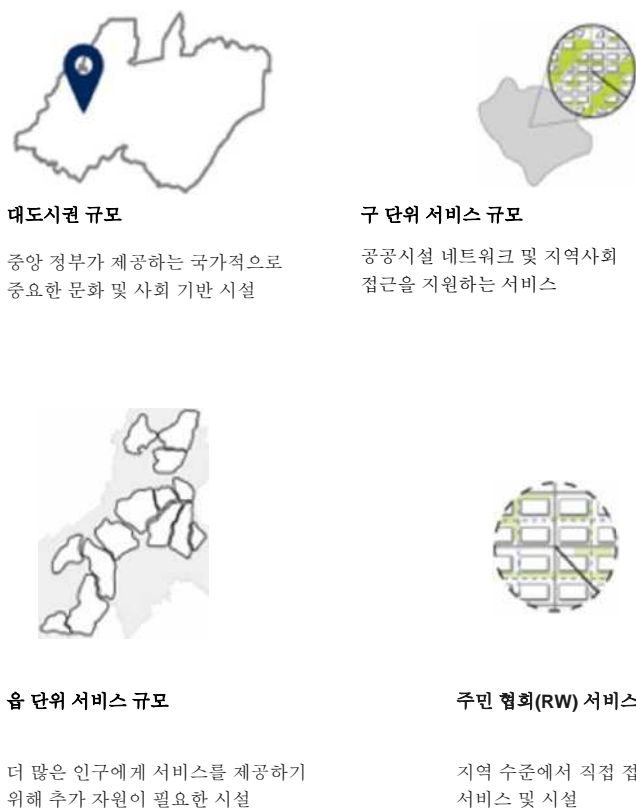 대도시권 규모
중앙 정부가 제공하는 국가적으로
중요한 문화 및 사회 기반 시설
구 단위 서비스 규모
공공시설 네트워크 및 지역사회
접근을 지원하는 서비스
읍 단위 서비스 규모
더 많은 인구에게 서비스를 제공하기
위해 추가 자원이 필요한 시설
주민 협회(RW) 서비스
지역 수준에서 직접 접
서비스 및 시설